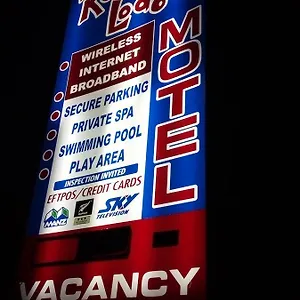 MOTEL
WIRELESS
INTERNET
BROADBAND
SECURE PARKING
PRIVATE SPA
SWIMMING POOL
PLAY AREA
INSPECTION INVITED
EFTPOS/CREDIT CARDS
SKY
TELEVISION
VACANCY